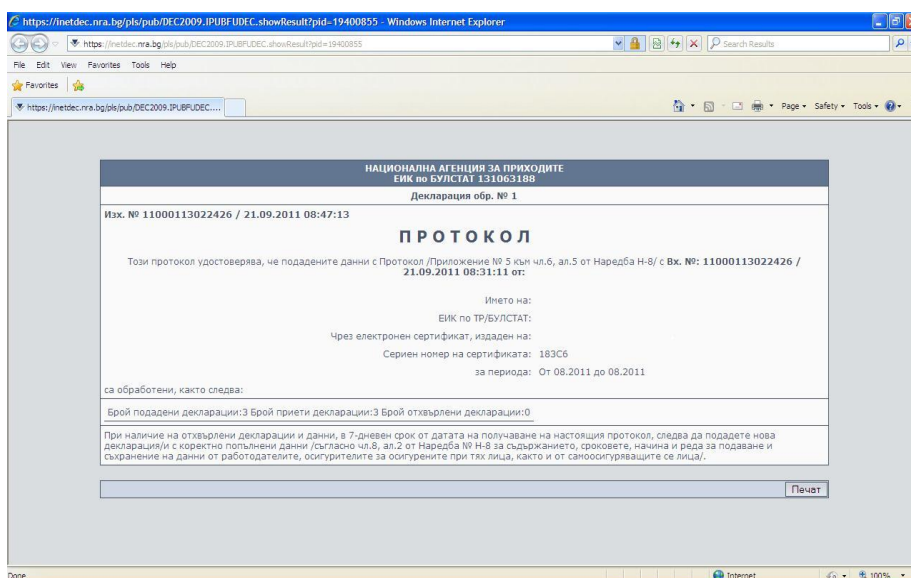 https://inetdec.nra.bg/pls/pub/DEC2009.IPUBFUDEC.showResult?pid=19400855 - Windows Internet Explorer
https://inetdec.nra.bg/pls/pub/DEC2009.IPUBFUDEC.showResult?pid=19400855
Search Results
File Edit View Favorites Tools Help
Favorites
https://inetdec.nra.bg/pls/pub/DEC2009.IPUBFUDEC....
Page Safety Tools
НАЦИОНАЛНА АГЕНЦИЯ ЗА ПРИХОДИТЕ
ЕИК по БУЛСТАТ 131063188
Декларация обр. № 1
Изх. № 11000113022426 / 21.09.2011 08:47:13
П Р О Т О К О Л
Този протокол удостоверява, че подадените данни с Протокол /Приложение № 5 към чл.6, ал.5 от Наредба Н-8/ с Вх. №: 11000113022426 /
21.09.2011 08:31:11 от:
Името на:
ЕИК по ТР/БУЛСТАТ:
Чрез електронен сертификат, издаден на:
Сериен номер на сертификата: 183C6
за периода: От 08.2011 до 08.2011
са обработени, както следва:
Брой подадени декларации:3 Брой приети декларации:3 Брой отхвърлени декларации:0
При наличие на отхвърлени декларации и данни, в 7-дневен срок от датата на получаване на настоящия протокол, следва да подадете нова
декларация/и с коректно попълнени данни /съгласно чл.8, ал.2 от Наредба № Н-8 за съдържанието, сроковете, начина и реда за подаване и
съхранение на данни от работодателите, осигурителите за осигурените при тях лица, както и от самоосигуряващите се лица/.
Печат
Done
Internet
100%